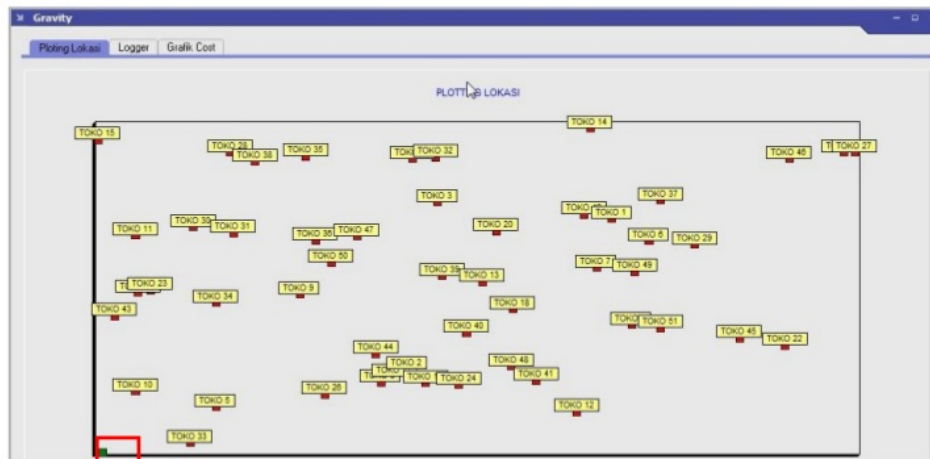 Gravity
Ploting Lokasi Logger Grafik Cost
LOKASI
TOKO 14
TOKO 15
TOKO 28 TOKO 35 TOKO 32 TOKO 46 TOKO 27
TOKO 38
TOKO 3 TOKO 37
TOKO 1
TOKO 11 TOKO 30 TOKO 31 TOKO 47 TOKO 20 TOKO 6 TOKO 29
TOKO 36
TOKO 50
TOKO 39 TOKO 13 TOKO 7 TOKO 49
TOKO 23 TOKO 9
TOKO 34
TOKO 43 TOKO 18
TOKO 40 TOKO 51
TOKO 45 TOKO 22
TOKO 44
TOKO 2 TOKO 48
TOKO 24 TOKO 41
TOKO 10 TOKO 26
TOKO 5 TOKO 12
TOKO 33